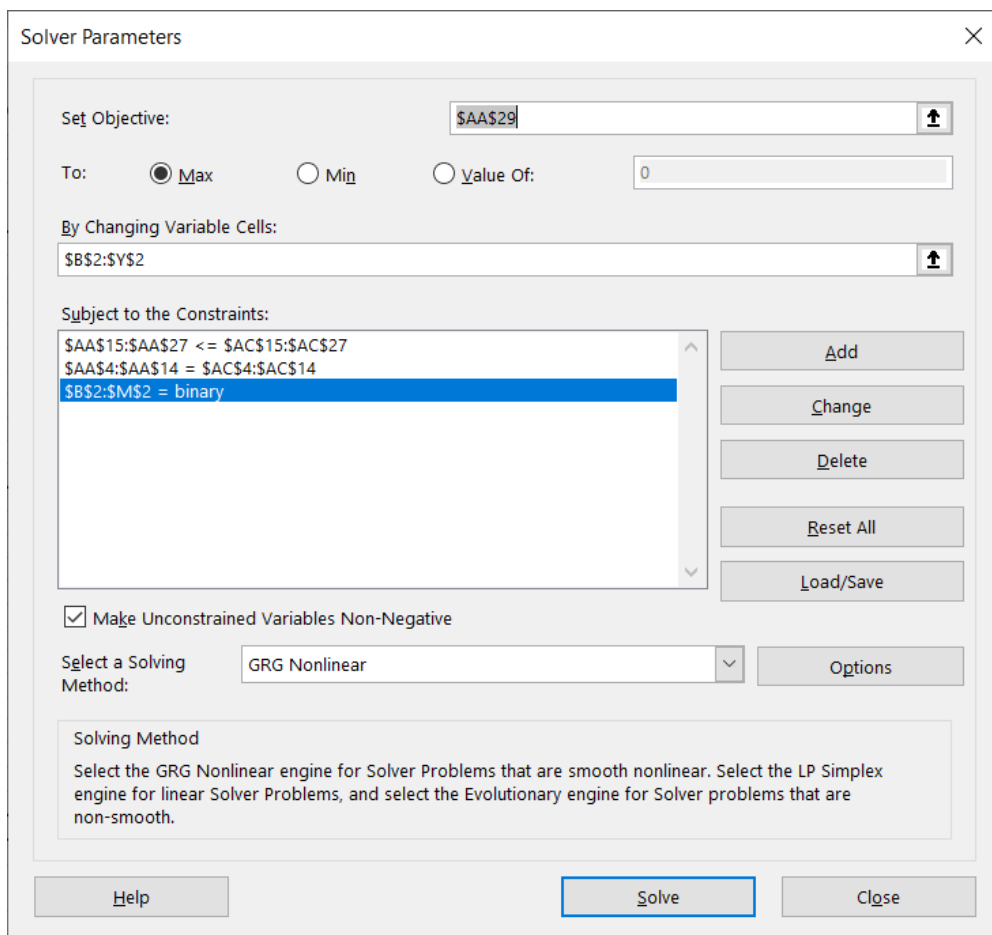 Solver Parameters
Set Objective:
$AA$29
To:
Max
Min
Value Of:
0
By Changing Variable Cells:
$B$2:$Y$2
Subject to the Constraints:
$AA$15:$AA$27 <= $AC$15:$AC$27
$AA$4:$AA$14 = $AC$4:$AC$14
$B$2:$M$2 = binary
Add
Change
Delete
Reset All
Load/Save
Make Unconstrained Variables Non-Negative
Select a Solving
Method:
GRG Nonlinear
Options
Solving Method
Select the GRG Nonlinear engine for Solver Problems that are smooth nonlinear. Select the LP Simplex
engine for linear Solver Problems, and select the Evolutionary engine for Solver problems that are
non-smooth.
Help
Solve
Close